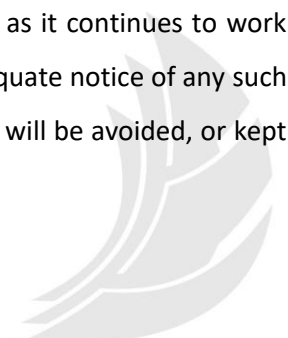 as it continues to work
quate notice of any such
will be avoided, or kept